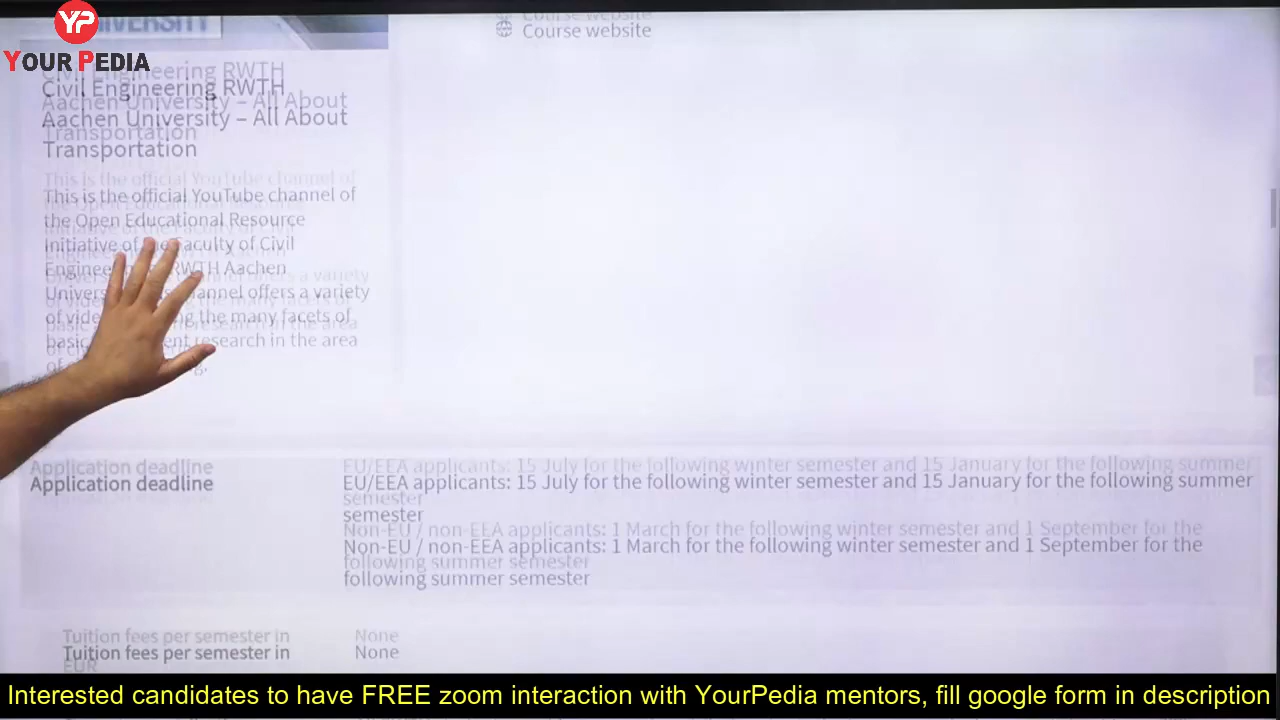 UNIVERSITY
YP
YOUR PEDIA
Course website
Civil Engineering RWTH
Aachen University – All About
Transportation
This is the official YouTube channel of
the Open Educational Resource
Initiative of the Faculty of Civil
RWTH Aachen
offers a variety
the many facets of
research in the area
Application deadline
EU/EEA applicants: 15 July for the following winter semester and 15 January for the following summer
semester
Non-EU / non-EEA applicants: 1 March for the following winter semester and 1 September for the
following summer semester
Tuition fees per semester in
None
EUR
Interested candidates to have FREE zoom interaction with YourPedia mentors, fill google form in description